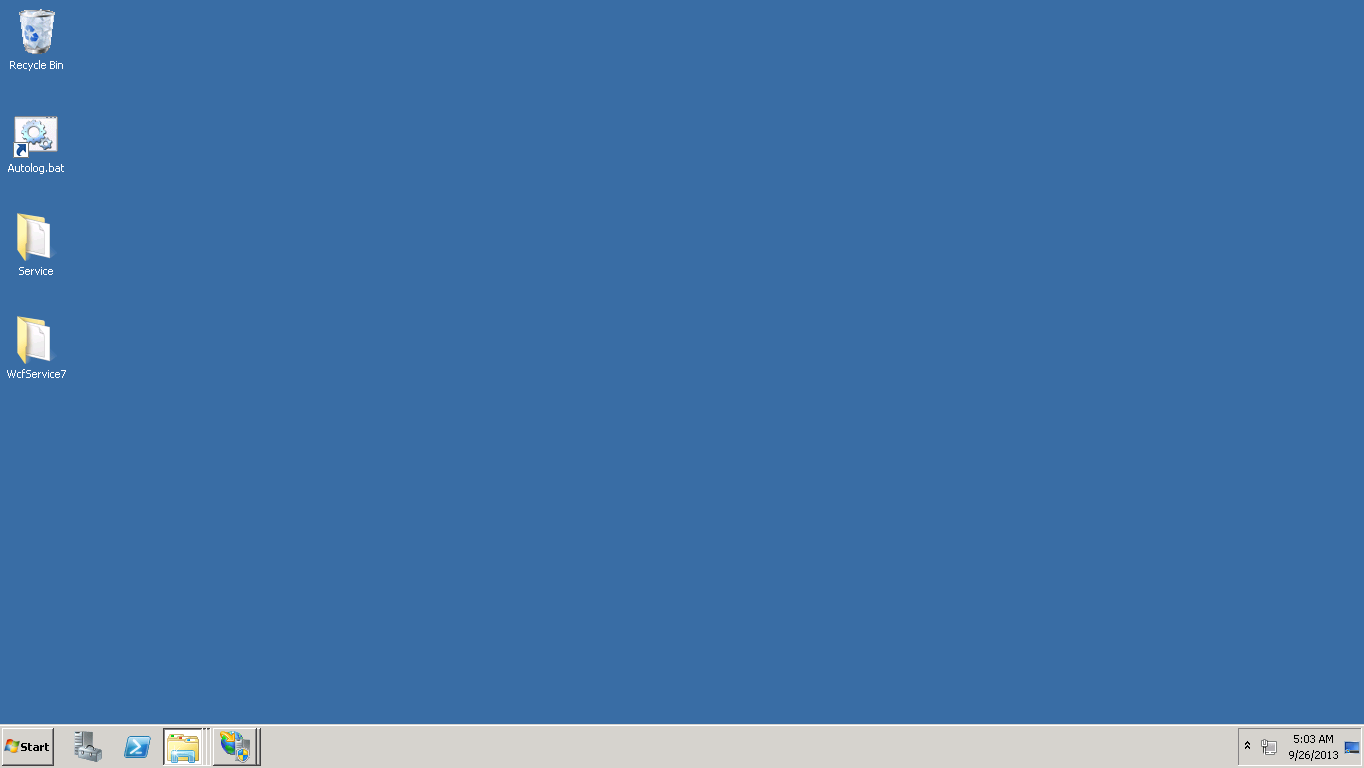 Recycle Bin
Autolog.bat
Service
WcfService7
Start
5:03 AM
9/26/2013